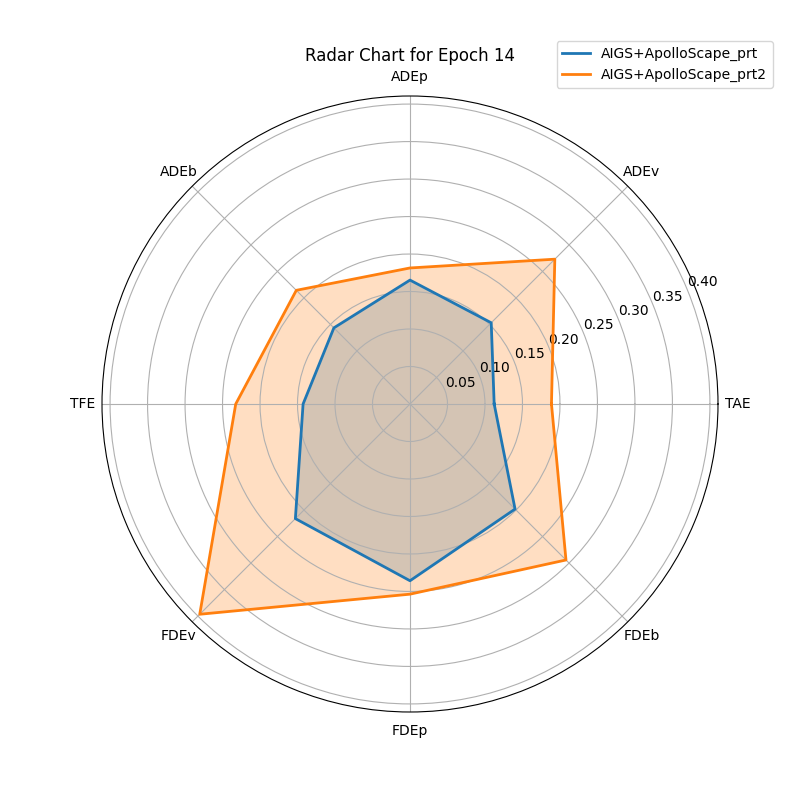 Radar Chart for Epoch 14
AIGS+ApolloScape_prt
AIGS+ApolloScape_prt2
ADEp
ADEb
ADEv
0.40
0.35
0.30
0.25
0.20
0.15
0.10
0.05
TFE
TAE
FDEv
FDEb
FDEp